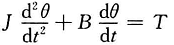 J d²θ/dt² + B dθ/dt = T